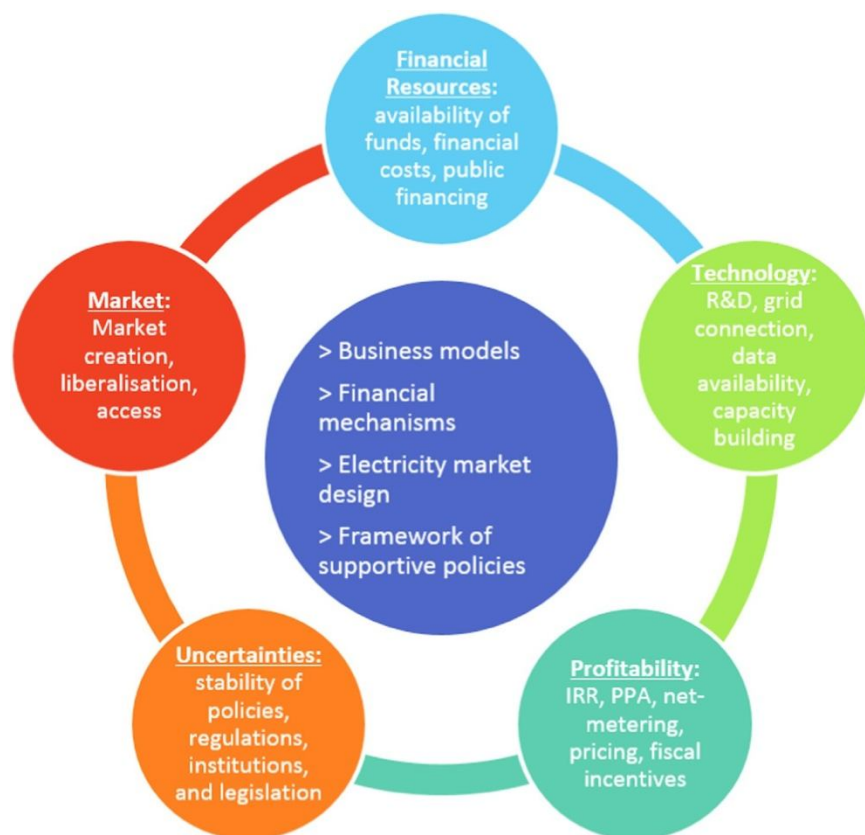 Financial
Resources:
availability of
funds, financial
costs, public
financing
Technology:
R&D, grid
connection,
data
availability,
capacity
building
Profitability:
IRR, PPA, net-
metering,
pricing, fiscal
incentives
Uncertainties:
stability of
policies,
regulations,
institutions,
and legislation
Market:
Market
creation,
liberalisation,
access
> Business models
> Financial
mechanisms
> Electricity market
design
> Framework of
supportive policies